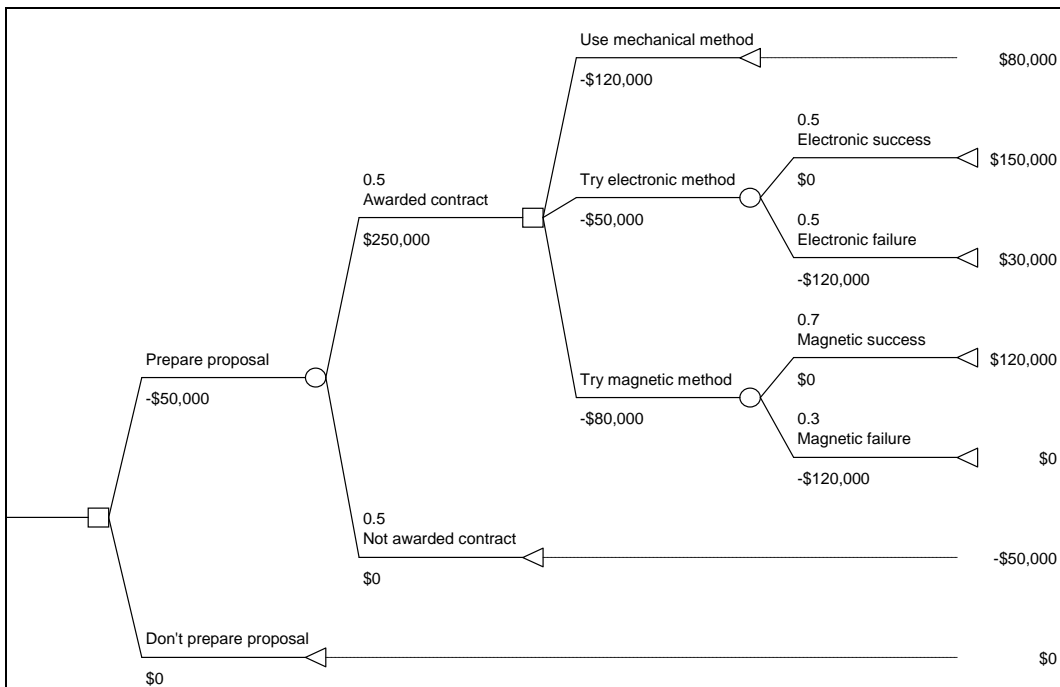 Use mechanical method
-$120,000
$80,000
0.5
Electronic success
$0
$150,000
Try electronic method
-$50,000
0.5
Electronic failure
-$120,000
$30,000
0.5
Awarded contract
$250,000
0.7
Magnetic success
$0
$120,000
Try magnetic method
-$80,000
0.3
Magnetic failure
-$120,000
$0
Prepare proposal
-$50,000
0.5
Not awarded contract
$0
-$50,000
Don't prepare proposal
$0
$0